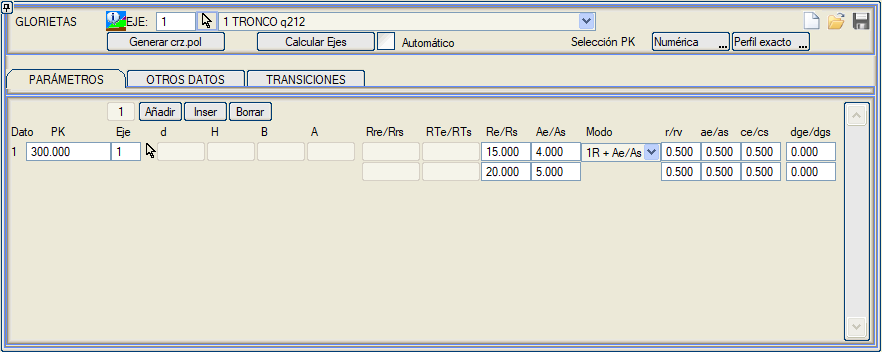 GLORIETAS EJE: 1 1 TRONCO q212
Generar crz.pol Calcular Ejes Automático Selección PK Numérica ... Perfil exacto ...
PARÁMETROS OTROS DATOS TRANSICIONES
1 Añadir Inser Borrar
Dato PK Eje d H B A Rre/Rrs RTe/RTs Re/Rs Ae/As Modo r/rv ae/as ce/cs dge/dgs
1 300.000 1 15.000 4.000 1R + Ae/As 0.500 0.500 0.500 0.000
20.000 5.000 0.500 0.500 0.500 0.000